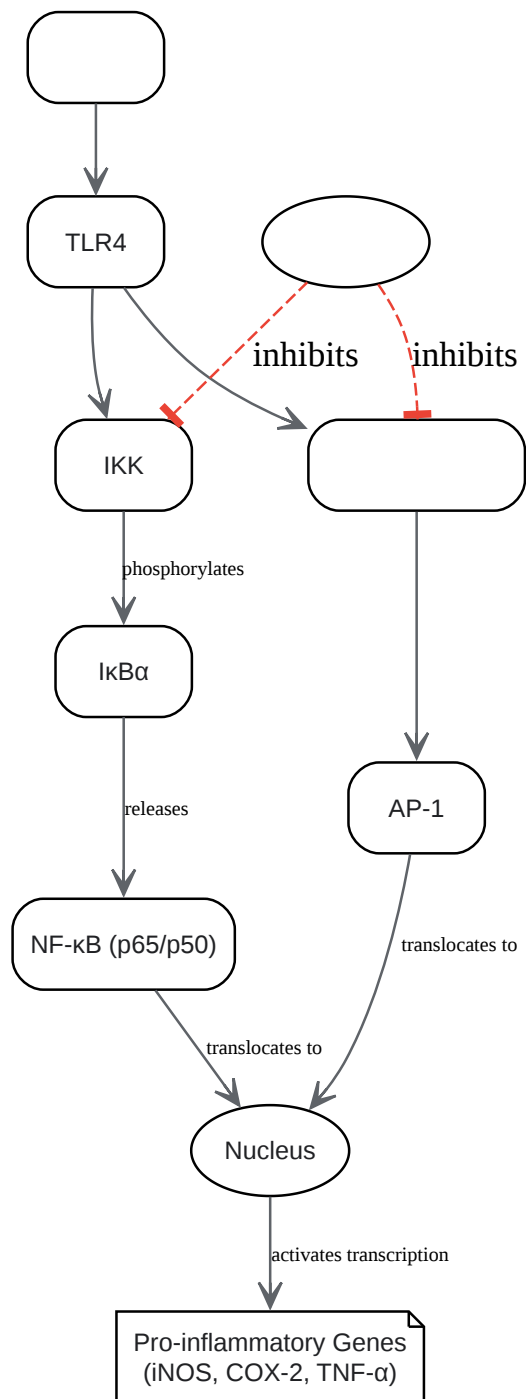 TLR4
inhibits
inhibits
IKK
phosphorylates
IκBα
releases
AP-1
NF-κB (p65/p50)
translocates to
translocates to
Nucleus
activates transcription
Pro-inflammatory Genes
(iNOS, COX-2, TNF-α)